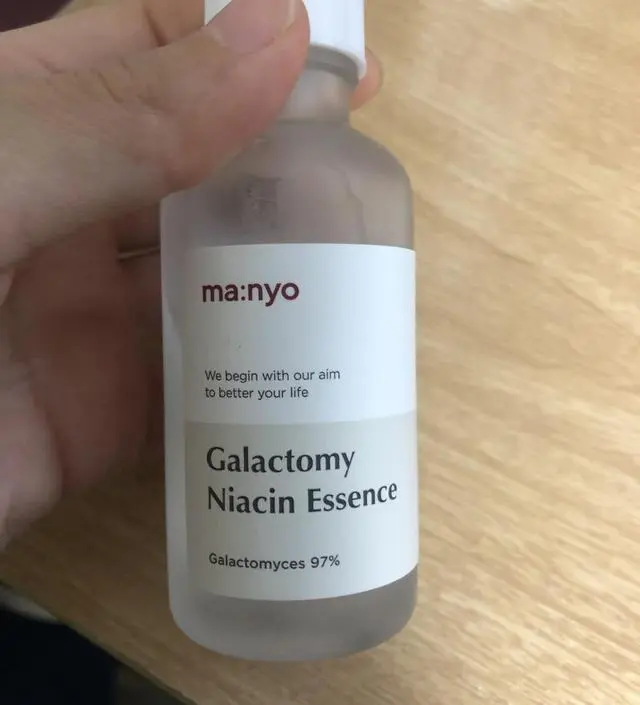 ma:nyo
We begin with our aim
to better your life
Galactomy
Niacin Essence
Galactomyces 97%